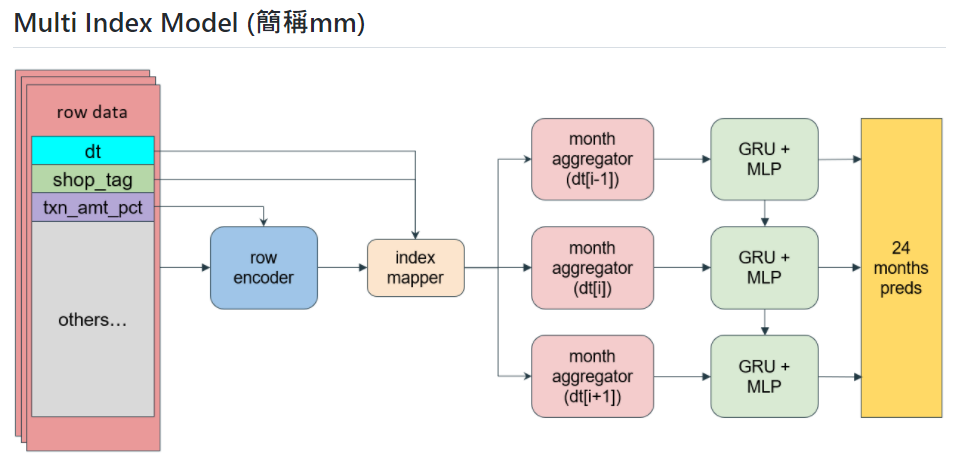 Multi Index Model (簡稱mm)
row data
dt
shop_tag
txn_amt_pct
others...
row
encoder
index
mapper
month
aggregator
(dt[i-1])
GRU +
MLP
month
aggregator
(dt[i])
GRU +
MLP
month
aggregator
(dt[i+1])
GRU +
MLP
24
months
preds